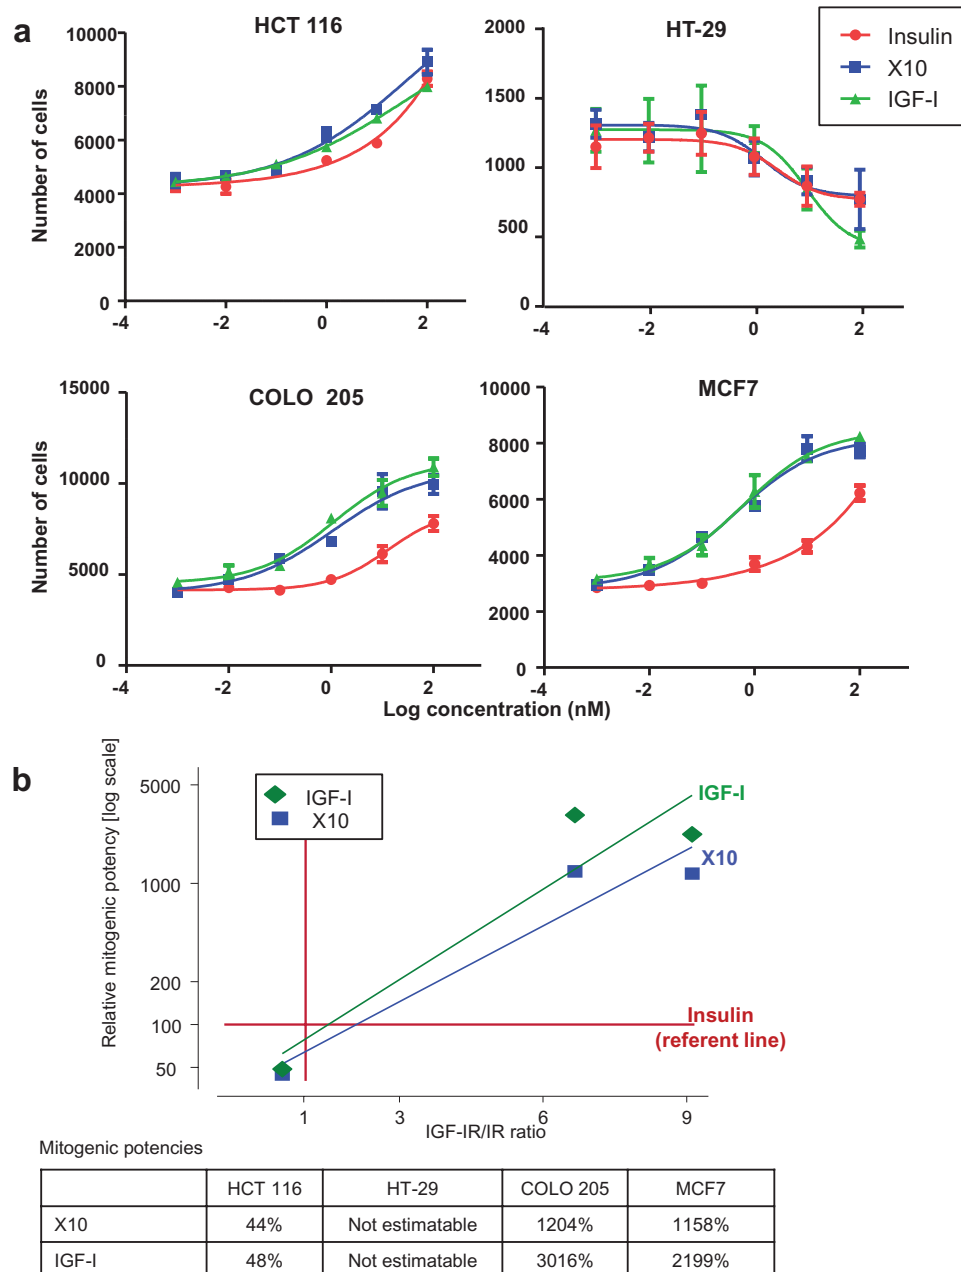 a
HCT 116
HT-29
Insulin
X10
IGF-I
Number of cells
10000
8000
6000
4000
2000
0
-4
-2
0
2
2000
1500
1000
500
0
-4
-2
0
2
COLO 205
MCF7
Number of cells
15000
10000
5000
0
-4
-2
0
2
10000
8000
6000
4000
2000
0
-4
-2
0
2
Log concentration (nM)
b
Relative mitogenic potency [log scale]
5000
1000
200
100
50
IGF-I
X10
IGF-I
X10
Insulin
(referent line)
1
3
6
9
IGF-IR/IR ratio
Mitogenic potencies
HCT 116 HT-29 COLO 205 MCF7
X10 44% Not estimatable 1204% 1158%
IGF-I 48% Not estimatable 3016% 2199%